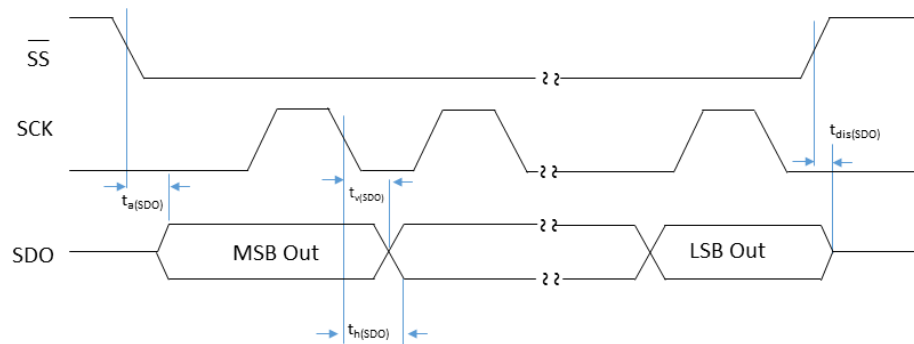 SS
SCK
t_dis(SDO)
t_a(SDO)
t_v(SDO)
SDO
MSB Out
LSB Out
t_h(SDO)